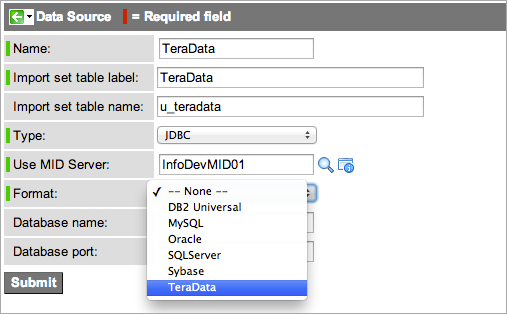 Data Source = Required field
Name: TeraData
Import set table label: TeraData
Import set table name: u_teradata
Type: JDBC
Use MID Server: InfoDevMID01
Format: -- None --
DB2 Universal
Database name: MySQL
Oracle
Database port: SQLServer
Sybase
Submit TeraData